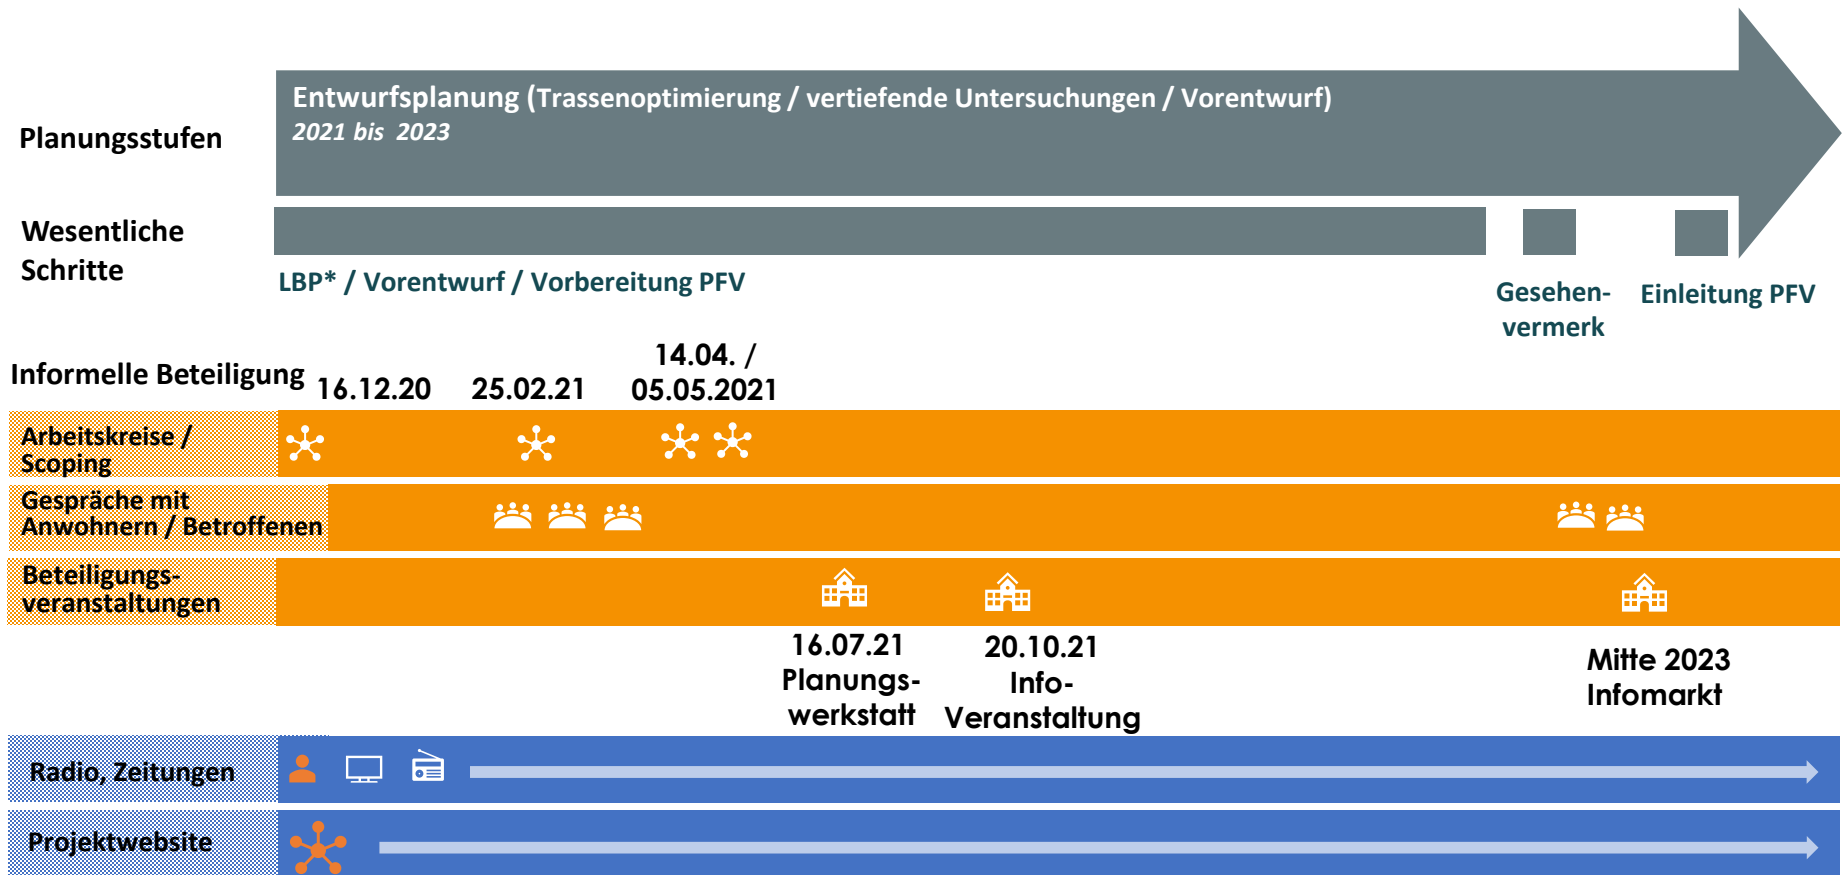 Entwurfsplanung (Trassenoptimierung / vertiefende Untersuchungen / Vorentwurf)
2021 bis 2023
Planungsstufen
Wesentliche
Schritte
LBP* / Vorentwurf / Vorbereitung PFV
Gesehen-
vermerk
Einleitung PFV
Informelle Beteiligung
16.12.20
25.02.21
14.04. /
05.05.2021
Arbeitskreise /
Scoping
Gespräche mit
Anwohnern / Betroffenen
Beteiligungs-
veranstaltungen
16.07.21
Planungs-
werkstatt
20.10.21
Info-
Veranstaltung
Mitte 2023
Infomarkt
Radio, Zeitungen
Projektwebsite